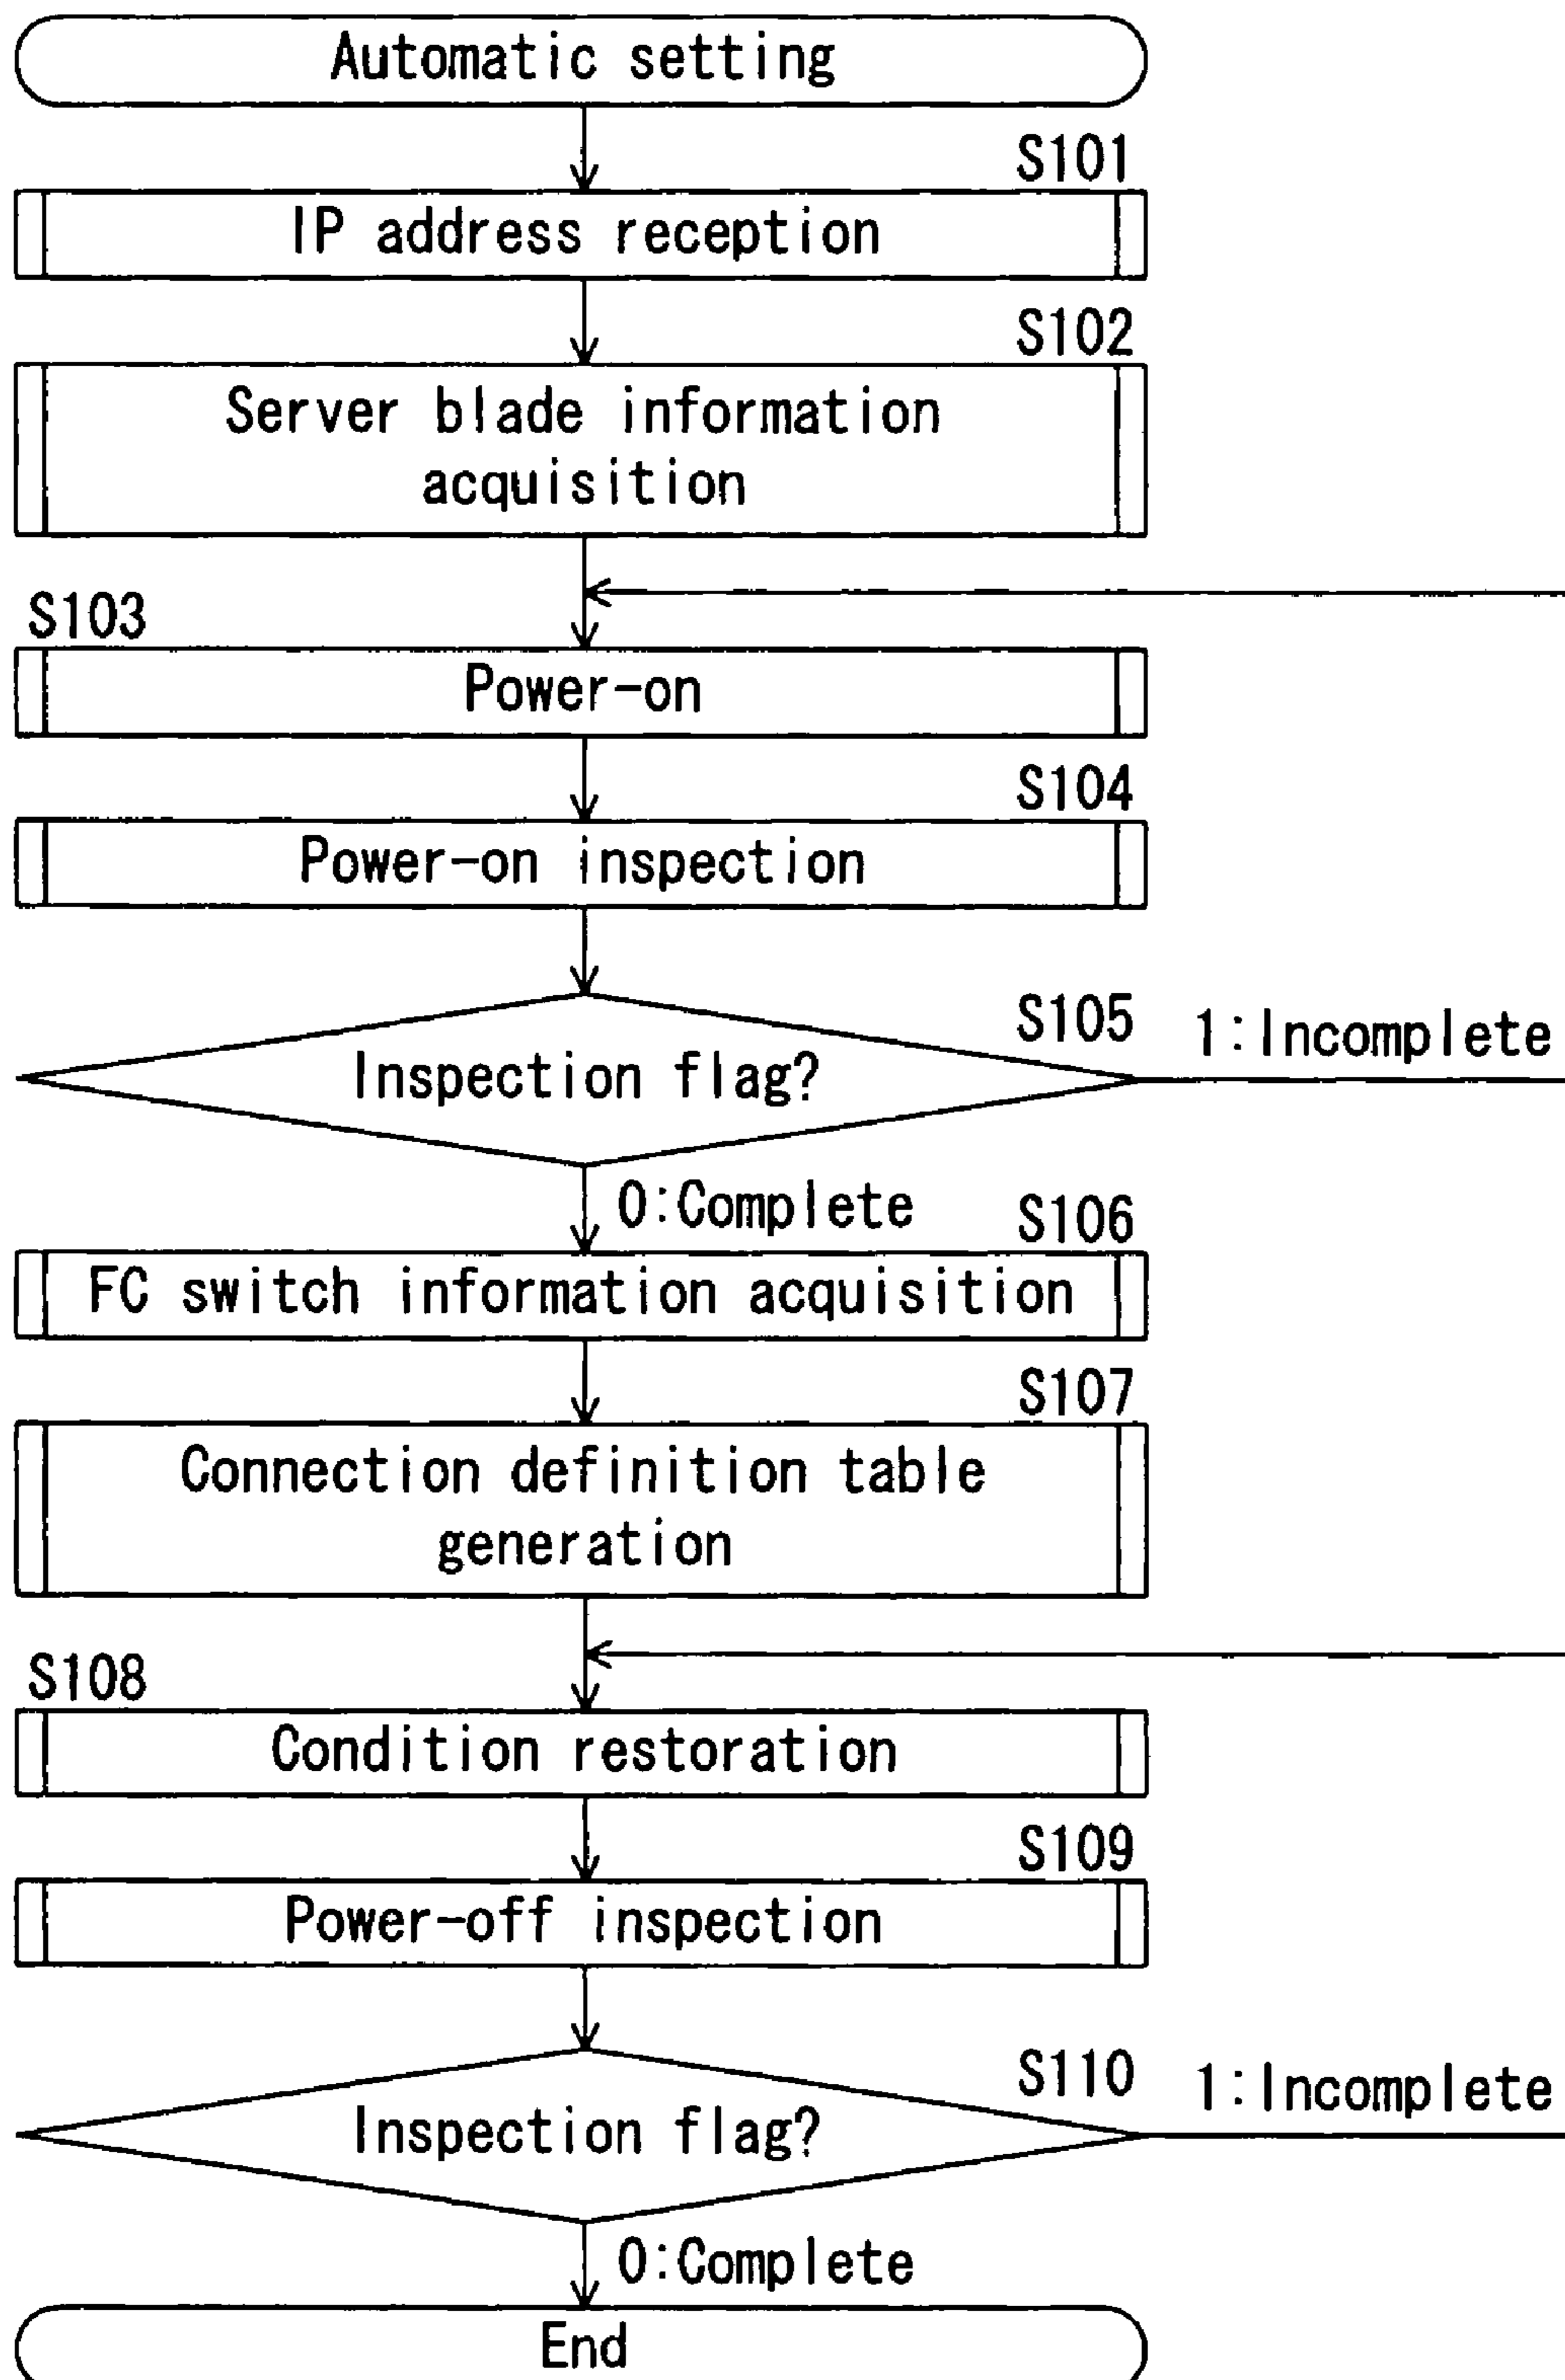 Automatic setting
S101
IP address reception
S102
Server blade information
acquisition
S103
Power-on
S104
Power-on inspection
S105
1:Incomplete
Inspection flag?
0:Complete
S106
FC switch information acquisition
S107
Connection definition table
generation
S108
Condition restoration
S109
Power-off inspection
S110
1:Incomplete
Inspection flag?
0:Complete
End